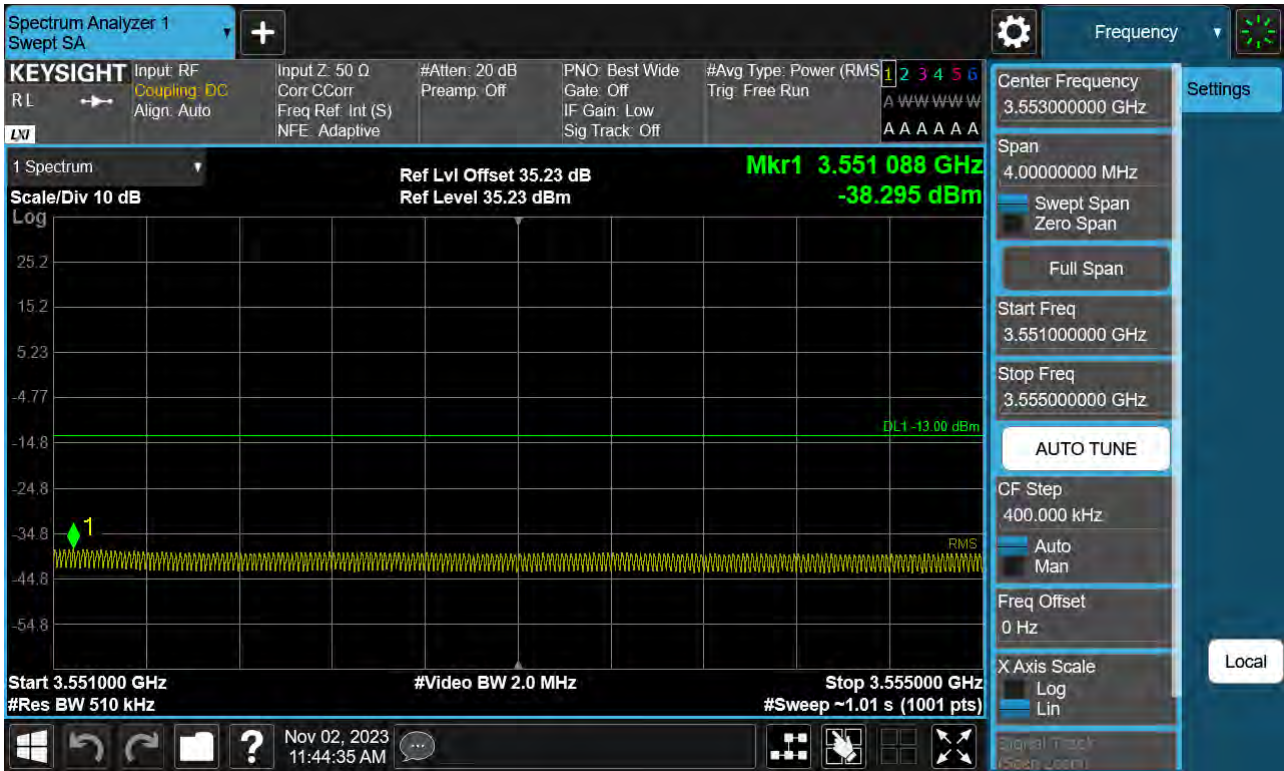 Spectrum Analyzer 1
Swept SA
Frequency
KEYSIGHT
RL
LXI
Input: RF
Coupling: DC
Align: Auto
Input Z: 50 Ω
Corr CCorr
Freq Ref: Int (S)
NFE: Adaptive
#Atten: 20 dB
Preamp: Off
PNO: Best Wide
Gate: Off
IF Gain: Low
Sig Track: Off
#Avg Type: Power (RMS
Trig: Free Run
1 2 3 4 5 6
A W W W W W
A A A A A A
1 Spectrum
Scale/Div 10 dB
Log
Ref Lvl Offset 35.23 dB
Ref Level 35.23 dBm
Mkr1 3.551 088 GHz
-38.295 dBm
25.2
15.2
5.23
-4.77
-14.8
-24.8
-34.8
-44.8
-54.8
DL1 -13.00 dBm
1
RMS
Start 3.551000 GHz
#Res BW 510 kHz
#Video BW 2.0 MHz
Stop 3.555000 GHz
#Sweep ~1.01 s (1001 pts)
Center Frequency
3.553000000 GHz
Span
4.00000000 MHz
Swept Span
Zero Span
Full Span
Start Freq
3.551000000 GHz
Stop Freq
3.555000000 GHz
AUTO TUNE
CF Step
400.000 kHz
Auto
Man
Freq Offset
0 Hz
X Axis Scale
Log
Lin
Signal Track
(Span Zoom)
Settings
Local
?
Nov 02, 2023
11:44:35 AM